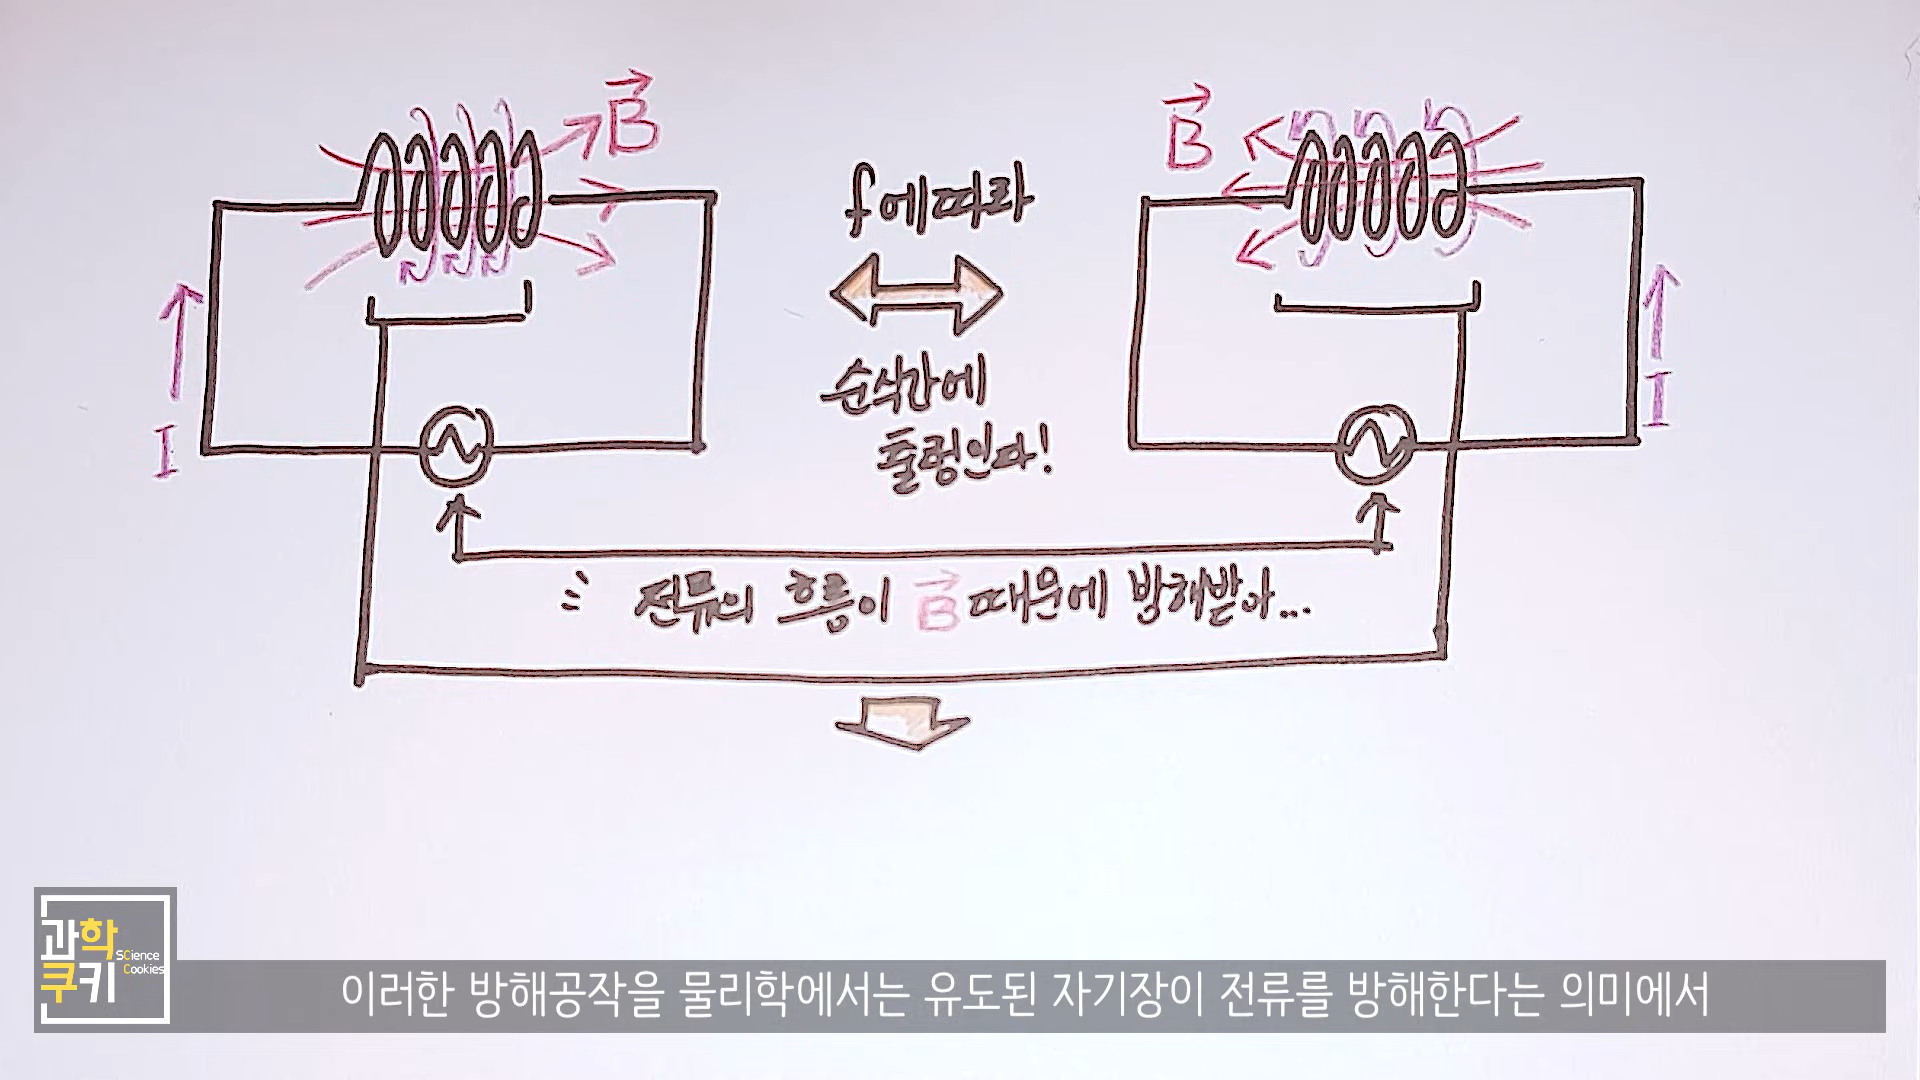 B
f에 따라
B
순식간에
출렁인다!
I
I
전류의 흐름이 B 때문에 방해받아...
과학
쿠키
SCience
Cookies
이러한 방해공작을 물리학에서는 유도된 자기장이 전류를 방해한다는 의미에서